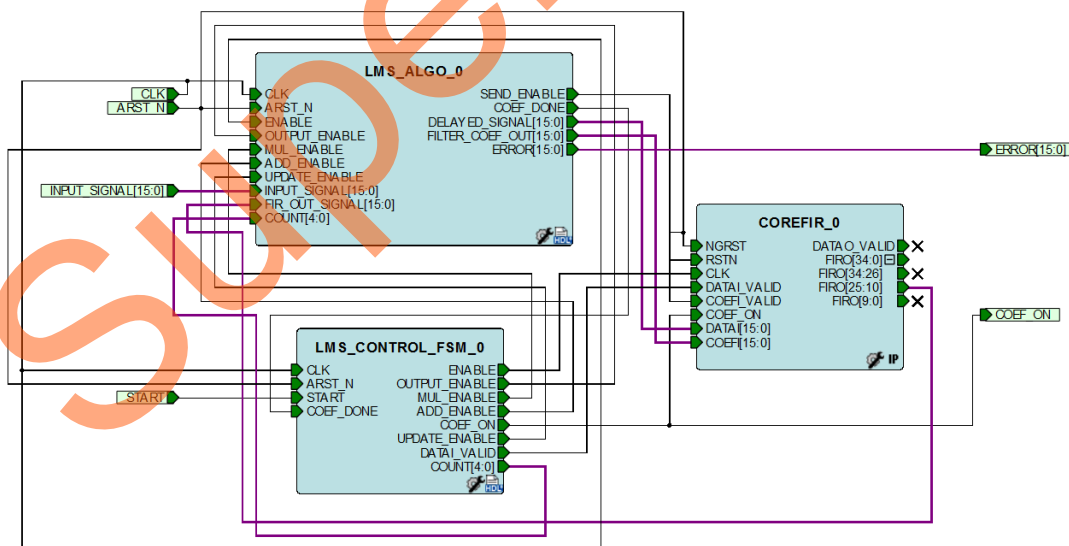 LMS_ALGO_0
CLK
ARST_N
ENABLE
OUTPUT_ENABLE
MUL_ENABLE
ADD_ENABLE
UPDATE_ENABLE
INPUT_SIGNAL[15:0]
FIR_OUT_SIGNAL[15:0]
COUNT[4:0]
SEND_ENABLE
COEF_DONE
DELAYED_SIGNAL[15:0]
FILTER_COEF_OUT[15:0]
ERROR[15:0]
HDL
CLK
ARST_N
INPUT_SIGNAL[15:0]
ERROR[15:0]
COREFIR_0
NGRST
RSTN
CLK
DATAI_VALID
COEFI_VALID
COEF_ON
DATAI[15:0]
COEFI[15:0]
DATAO_VALID
FIRO[34:0]
FIRO[34:26]
FIRO[25:10]
FIRO[9:0]
IP
COEF_ON
LMS_CONTROL_FSM_0
CLK
ARST_N
START
COEF_DONE
ENABLE
OUTPUT_ENABLE
MUL_ENABLE
ADD_ENABLE
COEF_ON
UPDATE_ENABLE
DATAI_VALID
COUNT[4:0]
HDL
START
Supe